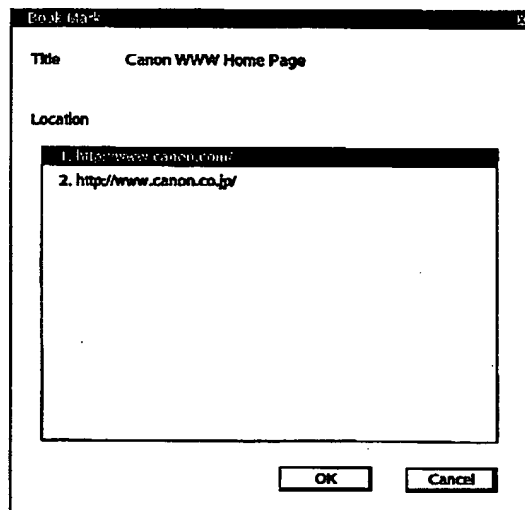 Book Mark
Title Canon WWW Home Page
Location
1. http://www.canon.com/
2. http://www.canon.co.jp/
OK Cancel